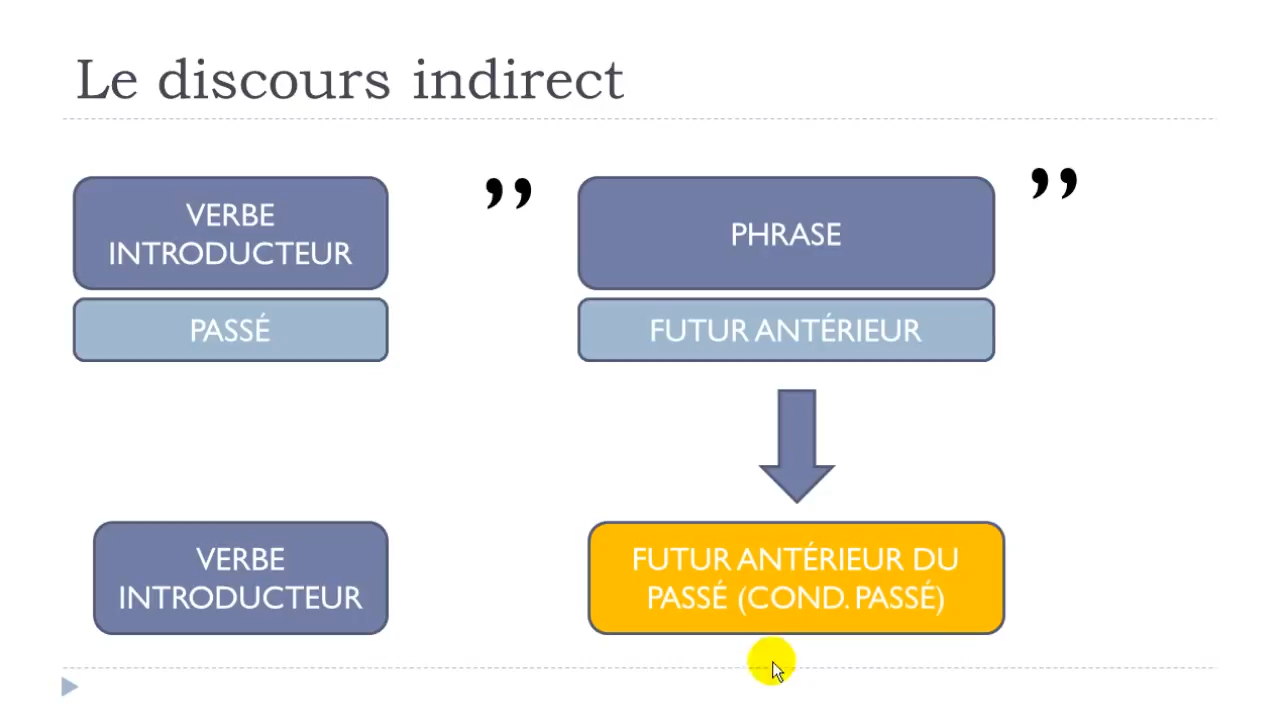 Le discours indirect
VERBE
INTRODUCTEUR
” PHRASE ”
PASSÉ
FUTUR ANTÉRIEUR
VERBE
INTRODUCTEUR
FUTUR ANTÉRIEUR DU
PASSÉ (COND. PASSÉ)